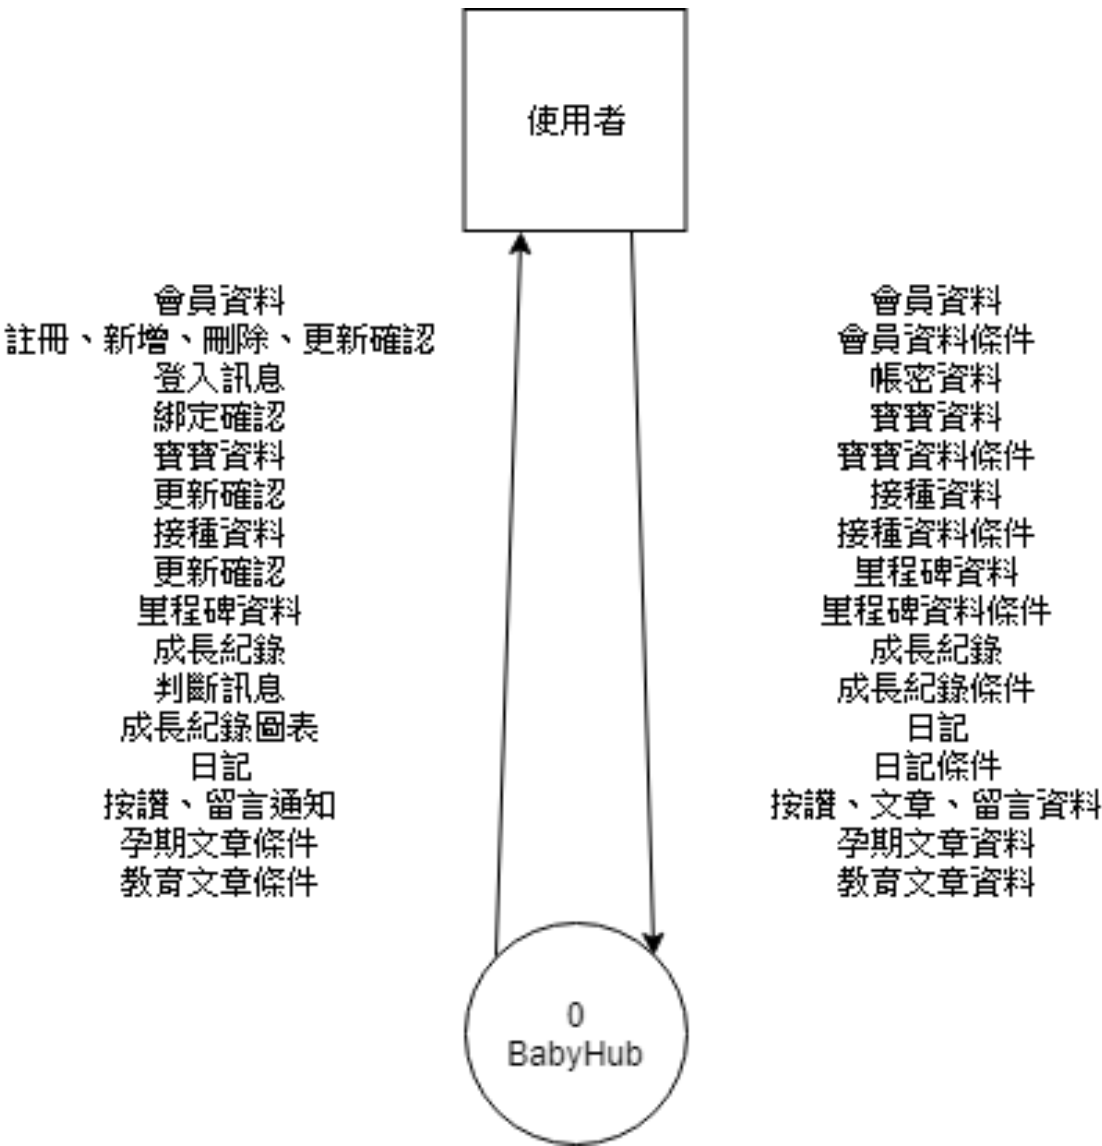 使用者
會員資料
註冊、新增、刪除、更新確認
登入訊息
綁定確認
寶寶資料
更新確認
接種資料
更新確認
里程碑資料
成長紀錄
判斷訊息
成長紀錄圖表
日記
按讚、留言通知
孕期文章條件
教育文章條件
會員資料
會員資料條件
帳密資料
寶寶資料
寶寶資料條件
接種資料
接種資料條件
里程碑資料
里程碑資料條件
成長紀錄
成長紀錄條件
日記
日記條件
按讚、文章、留言資料
孕期文章資料
教育文章資料
0
BabyHub